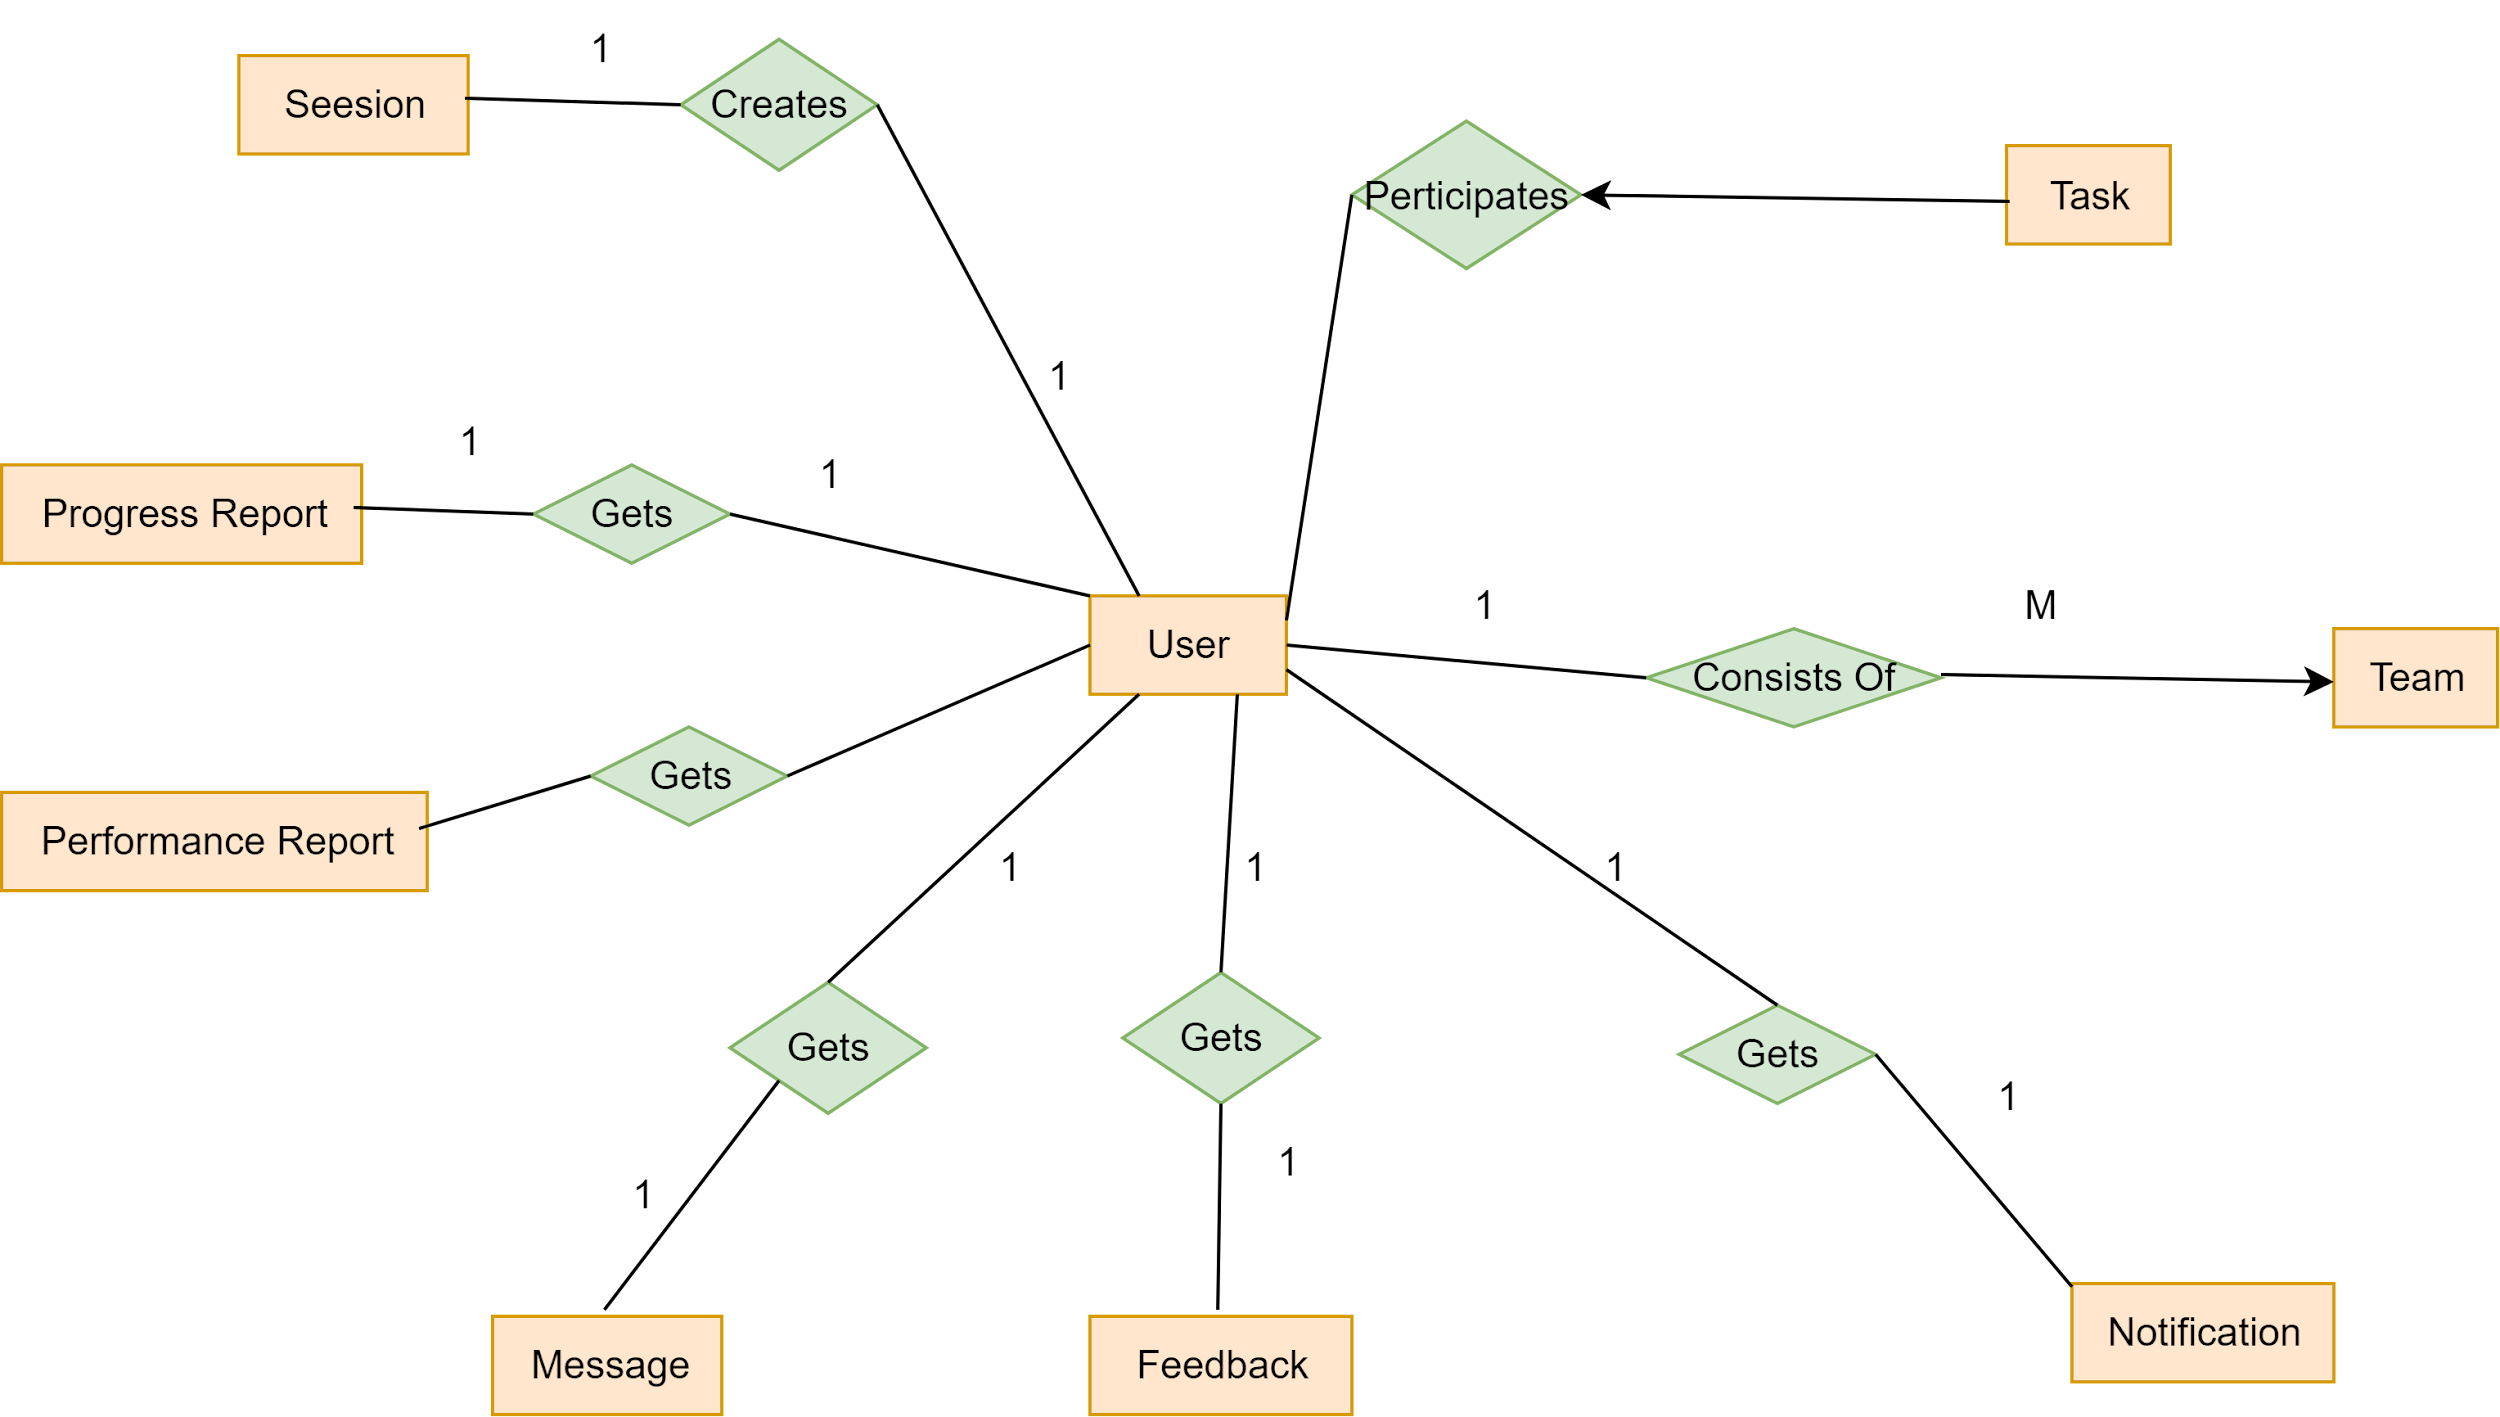 1
Seesion
Creates
Perticipates
Task
1
1
1
Progress Report
Gets
User
1
M
Consists Of
Team
Gets
Performance Report
1
1
1
Gets
Gets
Gets
1
1
1
Message
Feedback
Notification